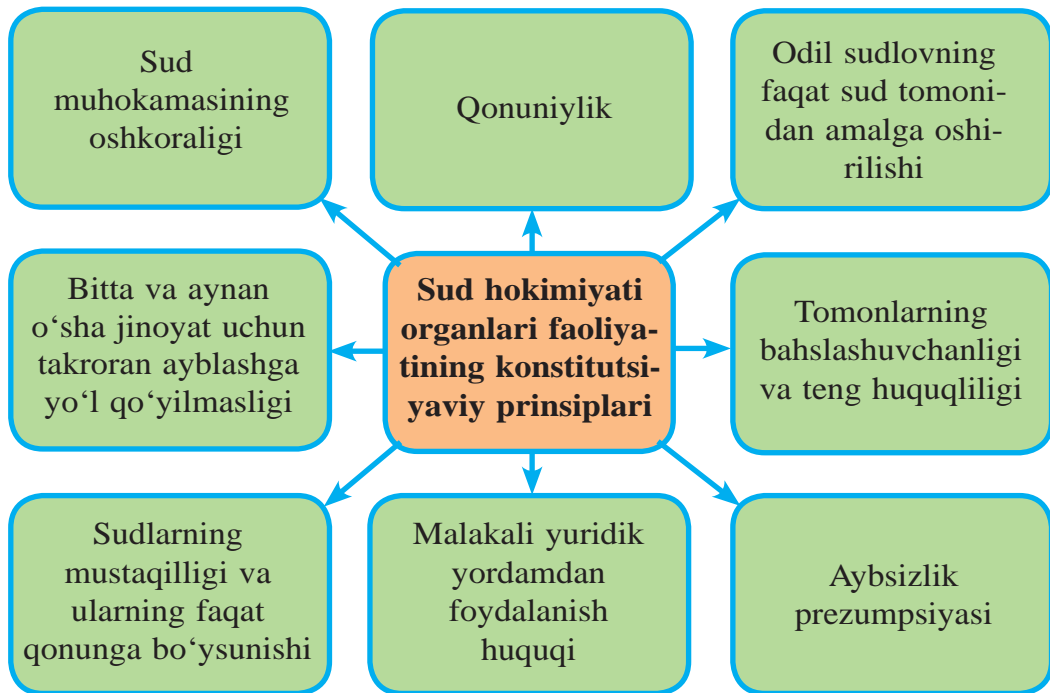 Sud
muhokamasining
oshkoraligi
Qonuniylik
Odil sudlovning
faqat sud tomoni-
dan amalga oshi-
rilishi
Bitta va aynan
o‘sha jinoyat uchun
takroran ayblashga
yo‘l qo‘yilmasligi
Sud hokimiyati
organlari faoliya-
tining konstitutsi-
yaviy prinsiplari
Tomonlarning
bahslashuvchanligi
va teng huquqliligi
Sudlarning
mustaqilligi va
ularning faqat
qonunga bo‘ysunishi
Malakali yuridik
yordamdan
foydalanish
huquqi
Aybsizlik
prezumpsiyasi